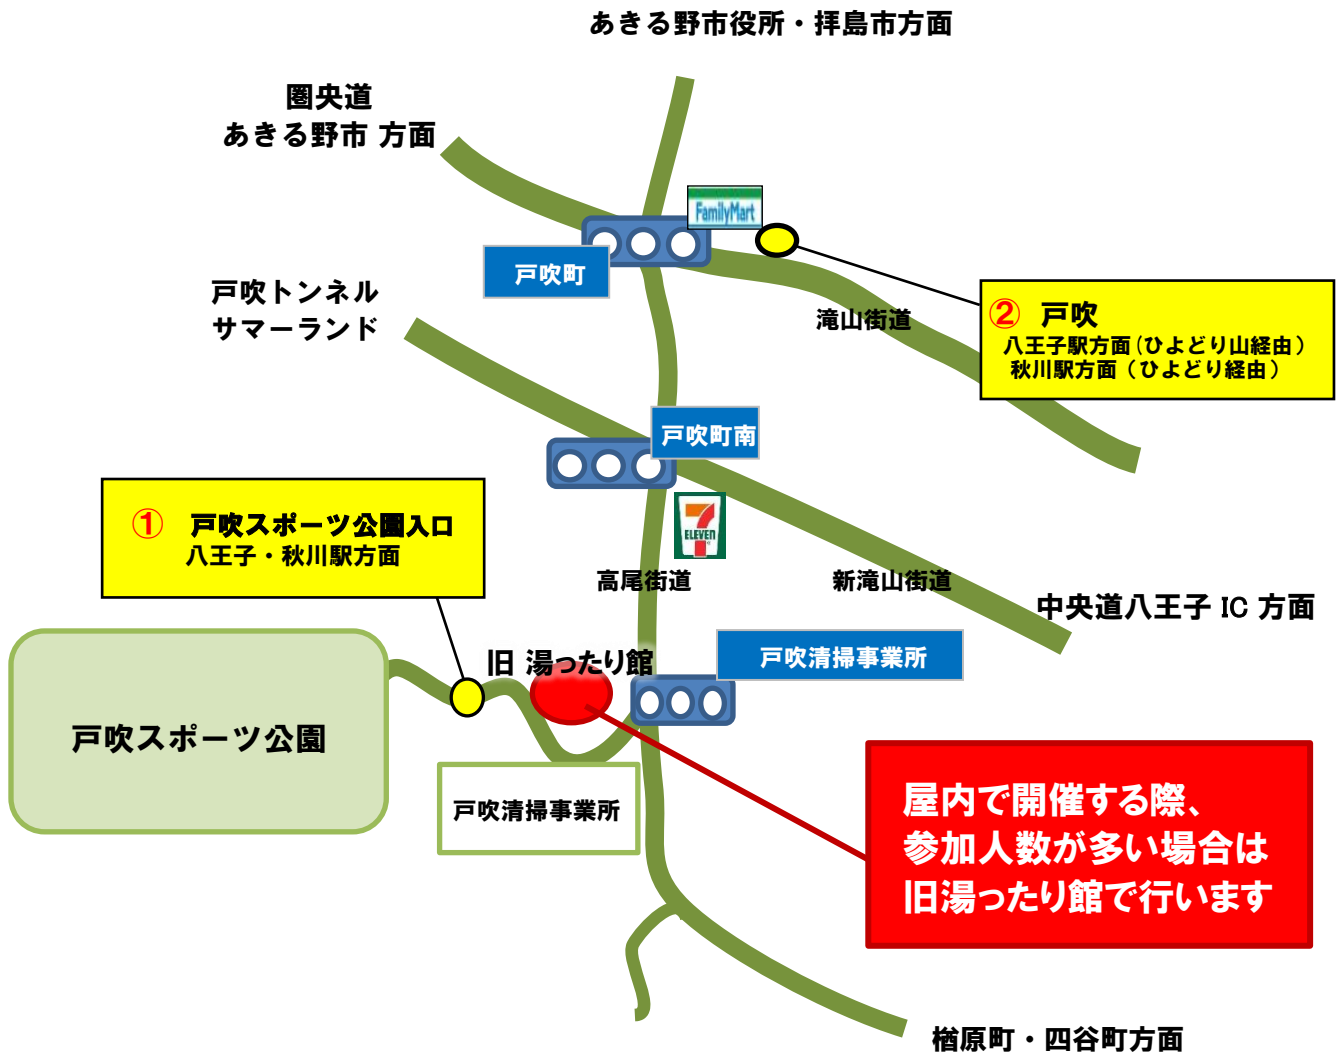 あきる野市役所・拝島市方面
圏央道
あきる野市 方面
FamilyMart
戸吹町
戸吹トンネル
サマーランド
滝山街道
② 戸吹
八王子駅方面(ひよどり山経由)
秋川駅方面(ひよどり経由)
戸吹町南
① 戸吹スポーツ公園入口
八王子・秋川駅方面
7
ELEVEN
高尾街道
新滝山街道
中央道八王子 IC 方面
旧 湯ったり館
戸吹清掃事業所
戸吹スポーツ公園
戸吹清掃事業所
屋内で開催する際、
参加人数が多い場合は
旧湯ったり館で行います
楢原町・四谷町方面